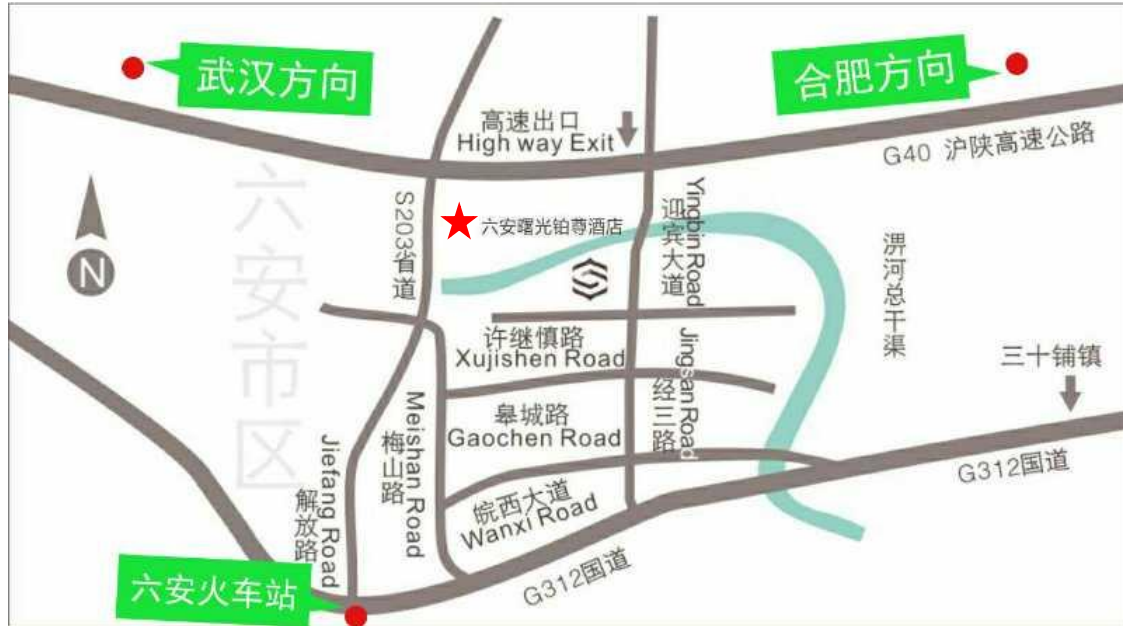 武汉方向
合肥方向
高速出口
High way Exit
G40 沪陕高速公路
六安市区
S203省道
六安曙光铂尊酒店
迎宾大道
Yingbin Road
淠河总干渠
N
许继慎路
Xujishen Road
三十铺镇
Jingsan Road
经三路
皋城路
Gaochen Road
Meishan Road
梅山路
Jiefang Road
解放路
皖西大道
Wanxi Road
G312国道
G312国道
六安火车站